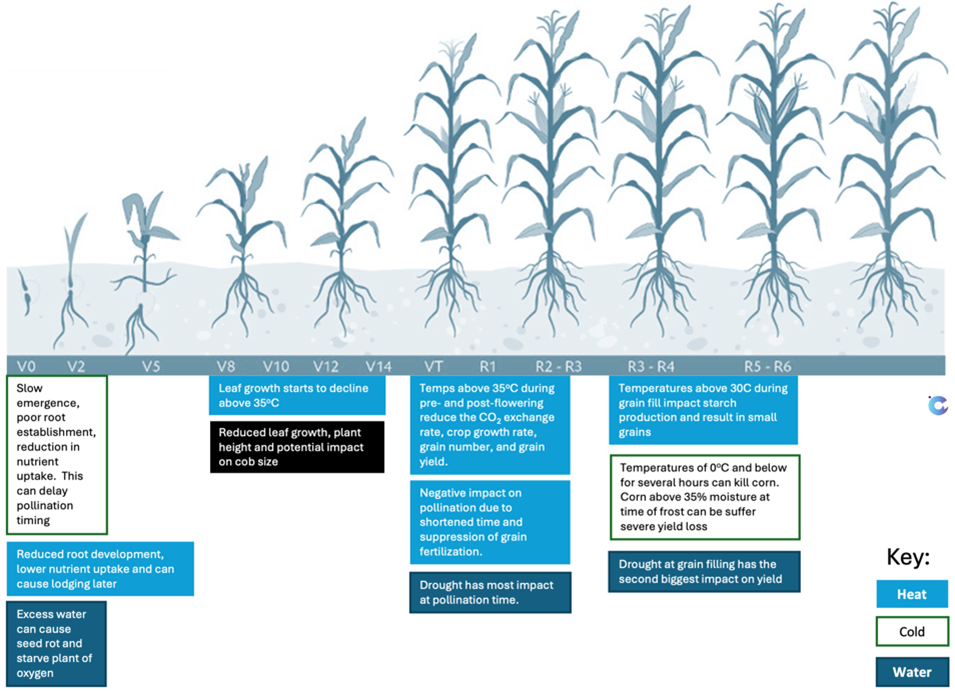 V0 V2 V5 V8 V10 V12 V14 VT R1 R2 - R3 R3 - R4 R5 - R6
Slow
emergence,
poor root
establishment,
reduction in
nutrient
uptake. This
can delay
pollination
timing
Reduced root development,
lower nutrient uptake and can
cause lodging later
Excess water
can cause
seed rot and
starve plant of
oxygen
Leaf growth starts to decline
above 35ºC
Reduced leaf growth, plant
height and potential impact
on cob size
Temps above 35ºC during
pre- and post-flowering
reduce the CO₂ exchange
rate, crop growth rate,
grain number, and grain
yield.
Negative impact on
pollination due to
shortened time and
suppression of grain
fertilization.
Drought has most impact
at pollination time.
Temperatures above 30C during
grain fill impact starch
production and result in small
grains
Temperatures of 0ºC and below
for several hours can kill corn.
Corn above 35% moisture at
time of frost can be suffer
severe yield loss
Drought at grain filling has the
second biggest impact on yield
Key:
Heat
Cold
Water